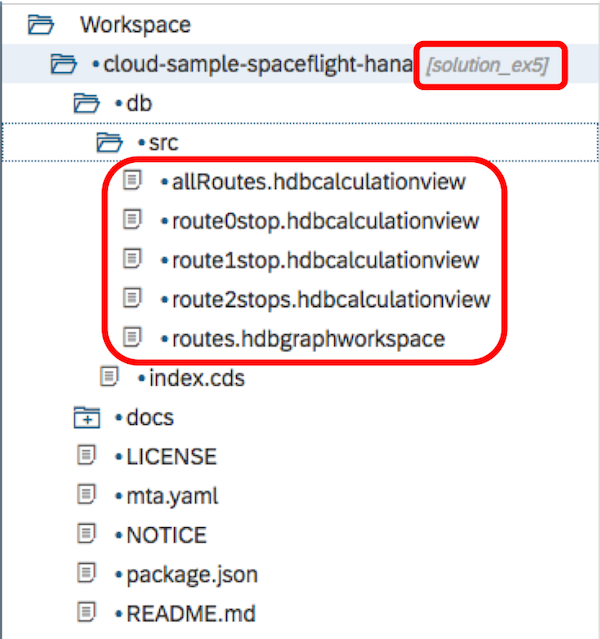 Workspace
cloud-sample-spaceflight-hana [solution_ex5]
db
src
allRoutes.hdbcalculationview
route0stop.hdbcalculationview
route1stop.hdbcalculationview
route2stops.hdbcalculationview
routes.hdbgraphworkspace
index.cds
docs
LICENSE
mta.yaml
NOTICE
package.json
README.md